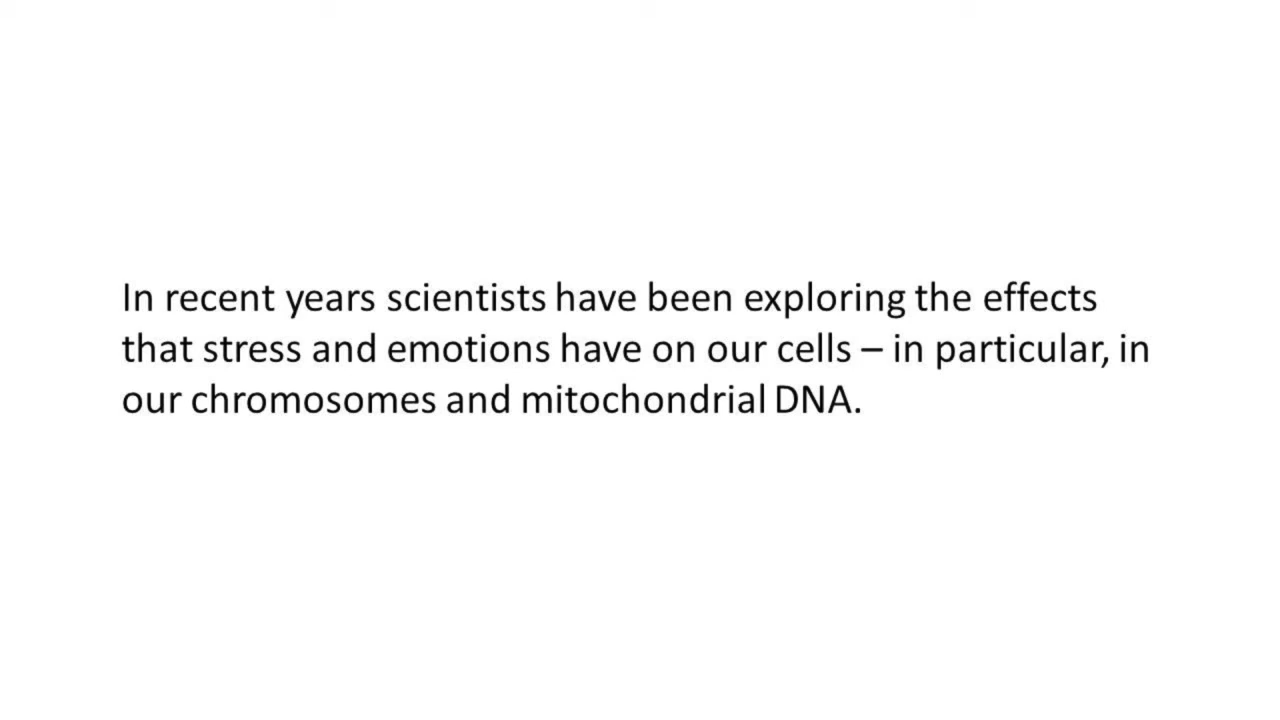 In recent years scientists have been exploring the effects
that stress and emotions have on our cells – in particular, in
our chromosomes and mitochondrial DNA.